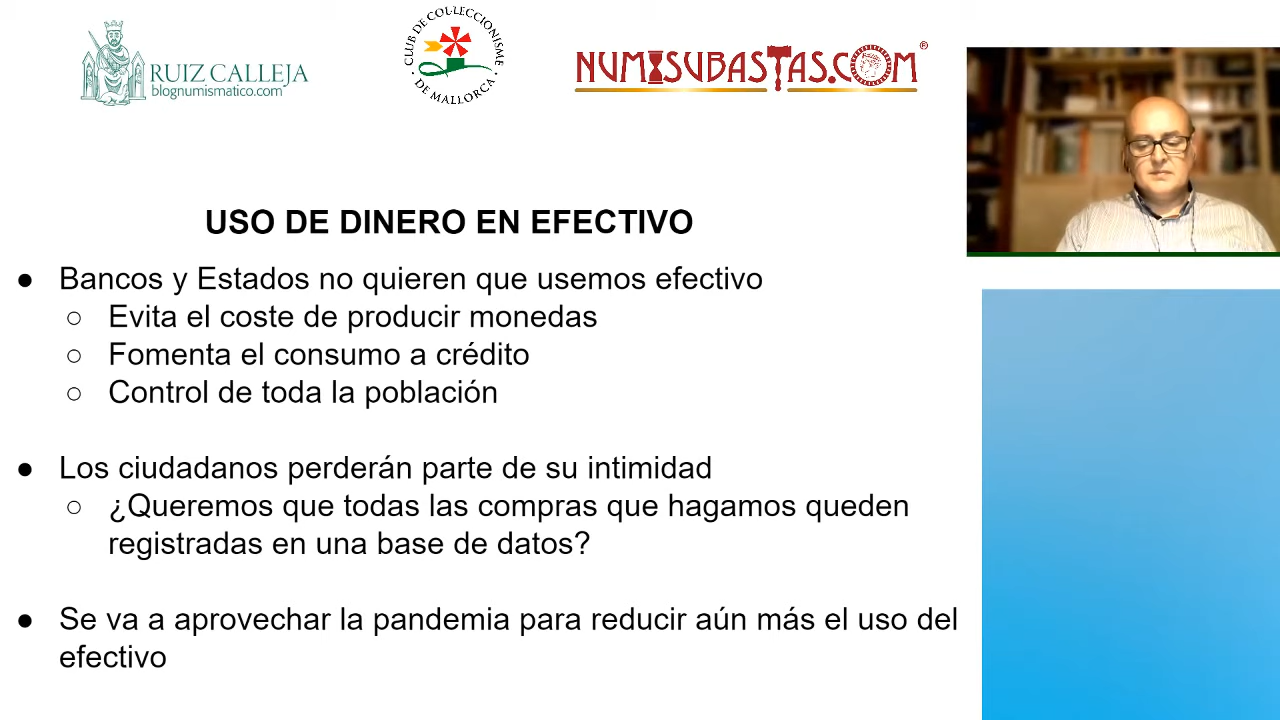 RUIZ CALLEJA
blognumismatico.com
CLUB DE COL·LECCIONISME
· DE MALLORCA ·
NUMISUBASTAS.COM®
USO DE DINERO EN EFECTIVO
● Bancos y Estados no quieren que usemos efectivo
○ Evita el coste de producir monedas
○ Fomenta el consumo a crédito
○ Control de toda la población
● Los ciudadanos perderán parte de su intimidad
○ ¿Queremos que todas las compras que hagamos queden
registradas en una base de datos?
● Se va a aprovechar la pandemia para reducir aún más el uso del
efectivo